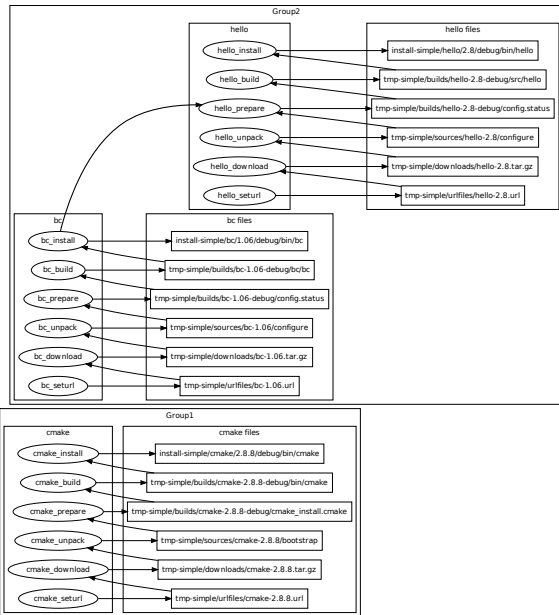 Group2
hello
hello files
hello_install
install-simple/hello/2.8/debug/bin/hello
hello_build
tmp-simple/builds/hello-2.8-debug/src/hello
hello_prepare
tmp-simple/builds/hello-2.8-debug/config.status
hello_unpack
tmp-simple/sources/hello-2.8/configure
hello_download
tmp-simple/downloads/hello-2.8.tar.gz
hello_seturl
tmp-simple/urlfiles/hello-2.8.url
bc
bc files
bc_install
install-simple/bc/1.06/debug/bin/bc
bc_build
tmp-simple/builds/bc-1.06-debug/bc/bc
bc_prepare
tmp-simple/builds/bc-1.06-debug/config.status
bc_unpack
tmp-simple/sources/bc-1.06/configure
bc_download
tmp-simple/downloads/bc-1.06.tar.gz
bc_seturl
tmp-simple/urlfiles/bc-1.06.url
Group1
cmake
cmake files
cmake_install
install-simple/cmake/2.8.8/debug/bin/cmake
cmake_build
tmp-simple/builds/cmake-2.8.8-debug/bin/cmake
cmake_prepare
tmp-simple/builds/cmake-2.8.8-debug/cmake_install.cmake
cmake_unpack
tmp-simple/sources/cmake-2.8.8/bootstrap
cmake_download
tmp-simple/downloads/cmake-2.8.8.tar.gz
cmake_seturl
tmp-simple/urlfiles/cmake-2.8.8.url